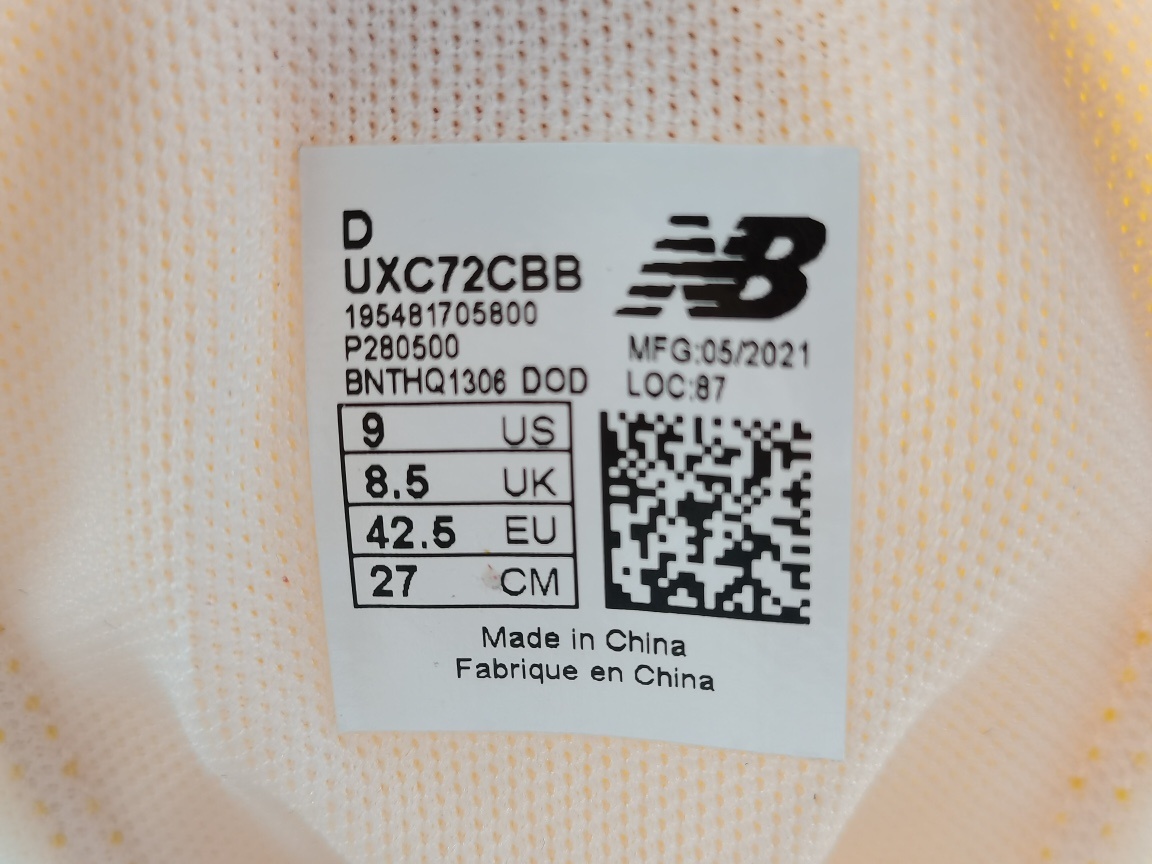 D
UXC72CBB
195481705800
P280500
BNTHQ1306 DOD
NB
MFG:05/2021
LOC:87
9 US
8.5 UK
42.5 EU
27 CM
Made in China
Fabrique en China